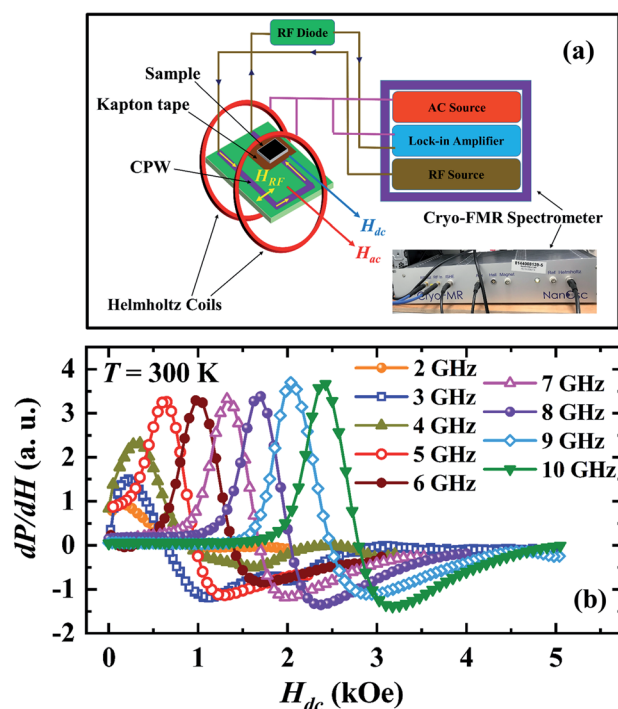 (a)
RF Diode
Sample
Kapton tape
CPW
H_RF
H_dc
H_ac
Helmholtz Coils
AC Source
Lock-in Amplifier
RF Source
Cryo-FMR Spectrometer
Cryo-MR
NanOsc
T = 300 K
2 GHz
3 GHz
4 GHz
5 GHz
6 GHz
7 GHz
8 GHz
9 GHz
10 GHz
(b)
dP/dH (a. u.)
4
3
2
1
0
-1
-2
0 1 2 3 4 5
H_dc (kOe)